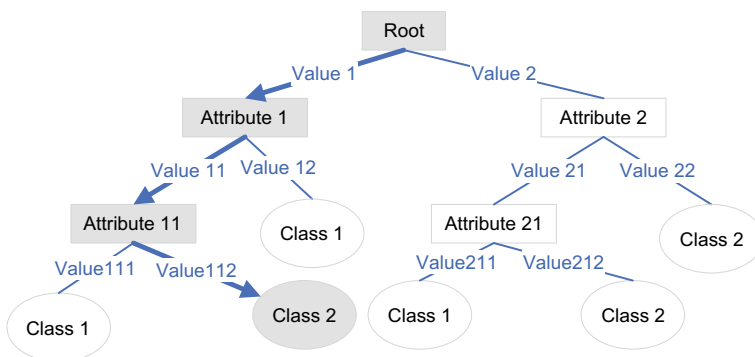 Root
Value 1
Value 2
Attribute 1
Attribute 2
Value 11
Value 12
Value 21
Value 22
Attribute 11
Class 1
Attribute 21
Class 2
Value111
Value112
Value211
Value212
Class 1
Class 2
Class 1
Class 2